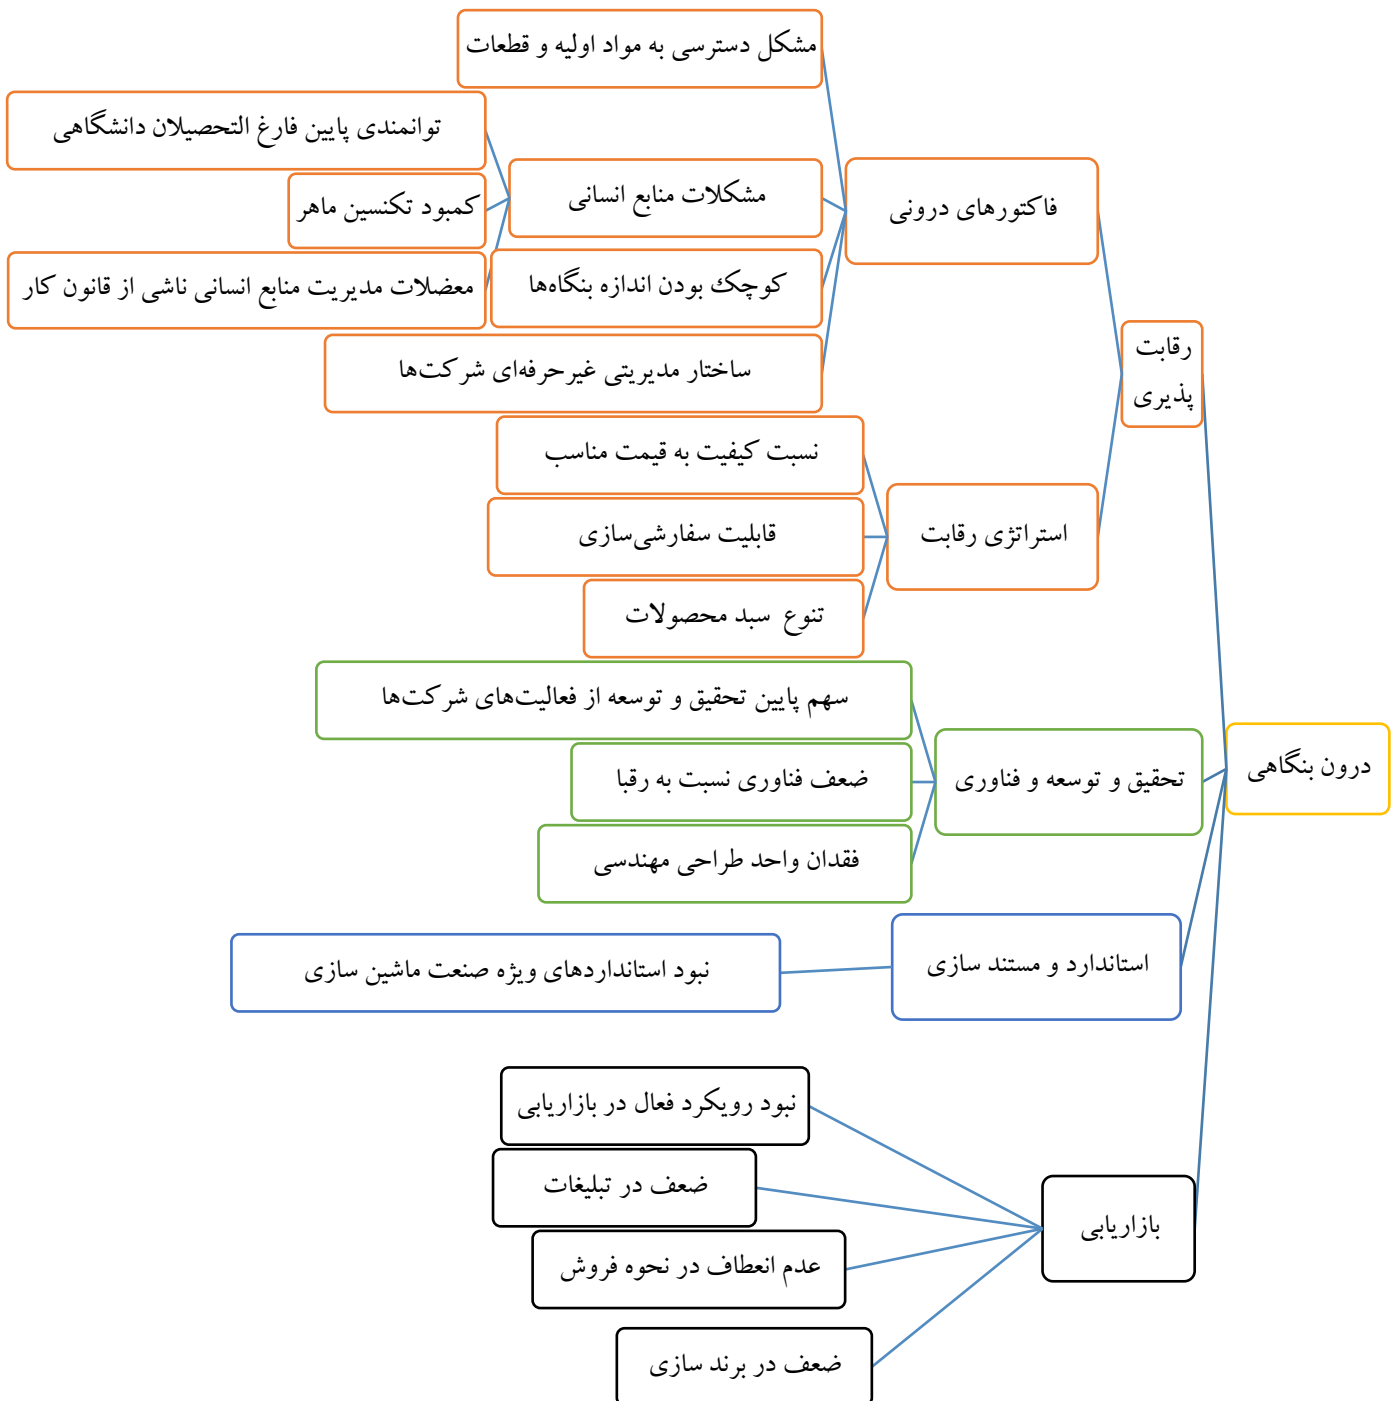 مشکل دسترسی به مواد اولیه و قطعات
توانمندی پایین فارغ التحصیلان دانشگاهی
مشکلات منابع انسانی
فاکتورهای درونی
کمبود تکنسین ماهر
معضلات مدیریت منابع انسانی ناشی از قانون کار
کوچک بودن اندازه بنگاه‌ها
رقابت
پذیری
ساختار مدیریتی غیرحرفه‌ای شرکت‌ها
نسبت کیفیت به قیمت مناسب
استراتژی رقابت
قابلیت سفارشی‌سازی
تنوع سبد محصولات
سهم پایین تحقیق و توسعه از فعالیت‌های شرکت‌ها
درون بنگاهی
تحقیق و توسعه و فناوری
ضعف فناوری نسبت به رقبا
فقدان واحد طراحی مهندسی
استاندارد و مستند سازی
نبود استانداردهای ویژه صنعت ماشین سازی
نبود رویکرد فعال در بازاریابی
ضعف در تبلیغات
بازاریابی
عدم انعطاف در نحوه فروش
ضعف در برند سازی